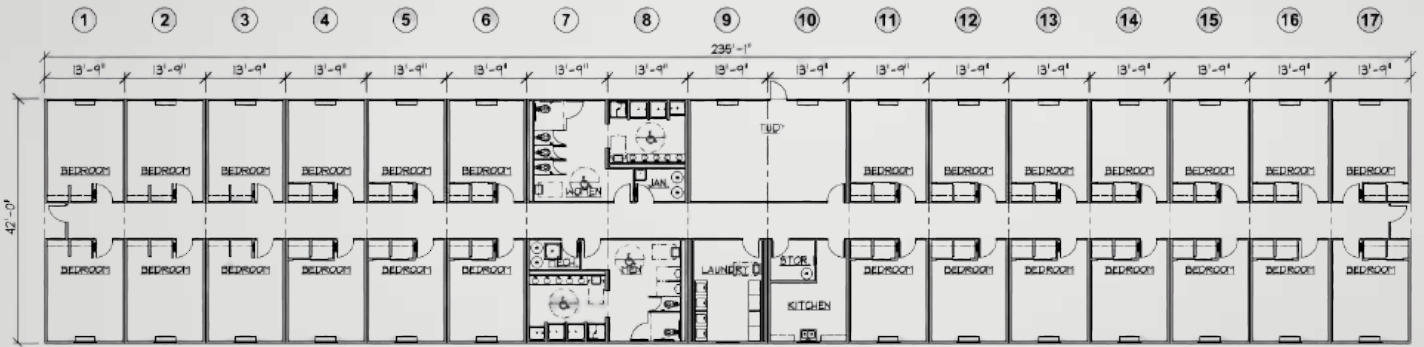 1 2 3 4 5 6 7 8 9 10 11 12 13 14 15 16 17
235'-1"
13'-9" 13'-9" 13'-9" 13'-9" 13'-9" 13'-9" 13'-9" 13'-9" 13'-9" 13'-9" 13'-9" 13'-9" 13'-9" 13'-9" 13'-9" 13'-9" 13'-9"
TUDY
BEDROOM BEDROOM BEDROOM BEDROOM BEDROOM BEDROOM BEDROOM BEDROOM BEDROOM BEDROOM BEDROOM BEDROOM BEDROOM
WOMEN JAN.
42'-0"
MECH. MEN
BEDROOM BEDROOM BEDROOM BEDROOM BEDROOM BEDROOM LAUNDRY STOR. BEDROOM BEDROOM BEDROOM BEDROOM BEDROOM BEDROOM BEDROOM
KITCHEN